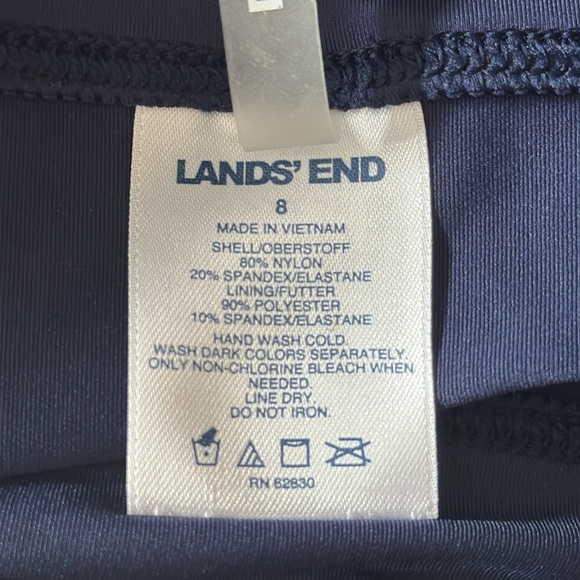 LANDS' END
8
MADE IN VIETNAM
SHELL/OBERSTOFF
80% NYLON
20% SPANDEX/ELASTANE
LINING/FUTTER
90% POLYESTER
10% SPANDEX/ELASTANE
HAND WASH COLD.
WASH DARK COLORS SEPARATELY.
ONLY NON-CHLORINE BLEACH WHEN
NEEDED.
LINE DRY.
DO NOT IRON.
RN 62830